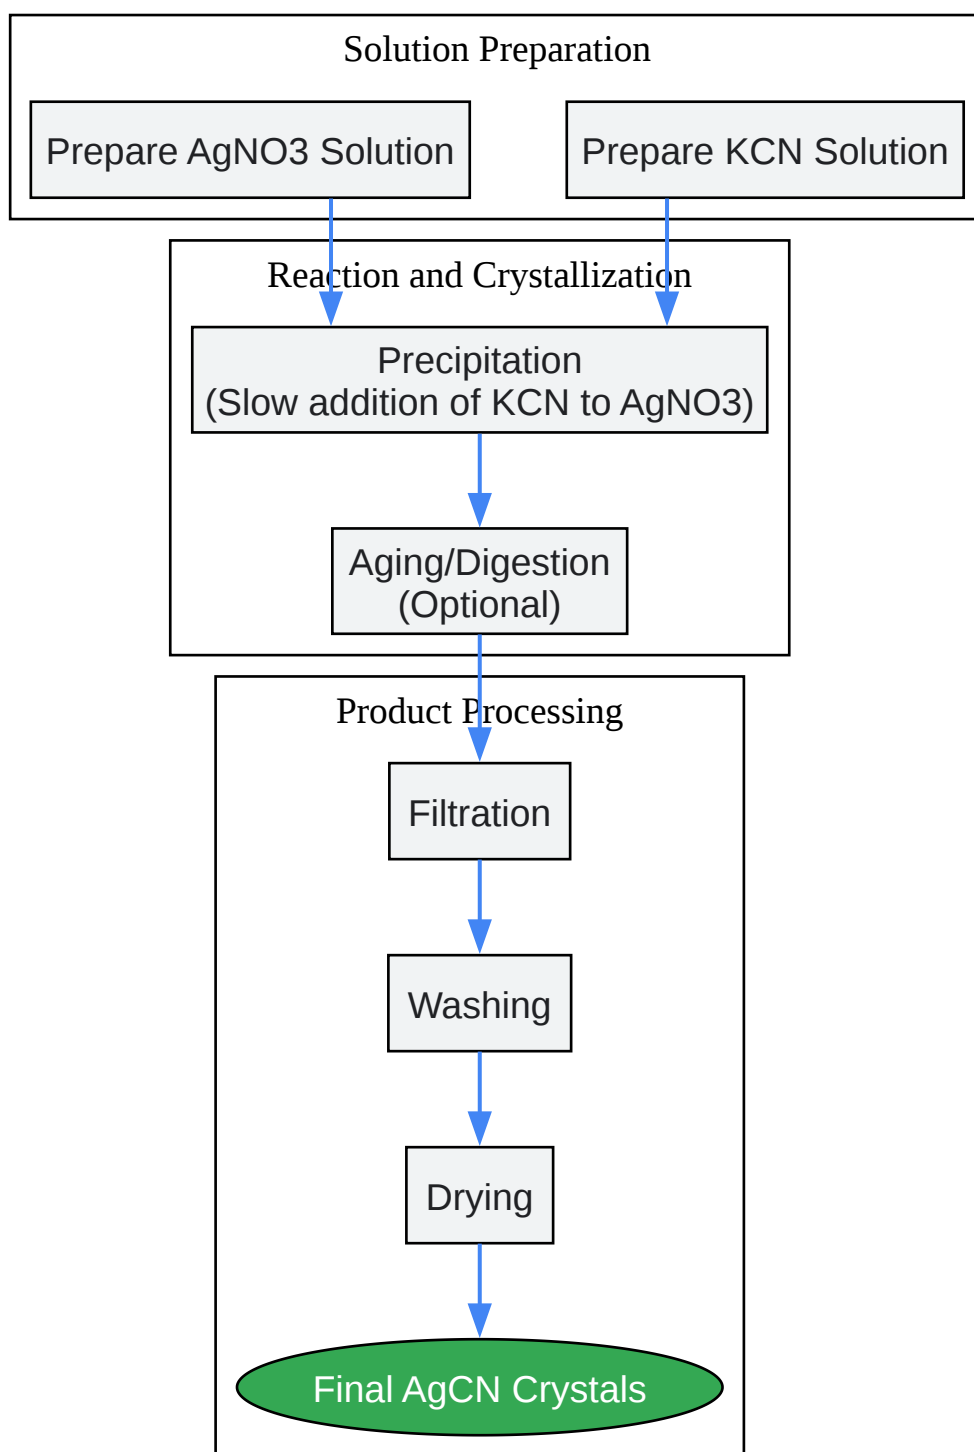 Solution Preparation
Prepare AgNO3 Solution
Prepare KCN Solution
Reaction and Crystallization
Precipitation
(Slow addition of KCN to AgNO3)
Aging/Digestion
(Optional)
Product Processing
Filtration
Washing
Drying
Final AgCN Crystals